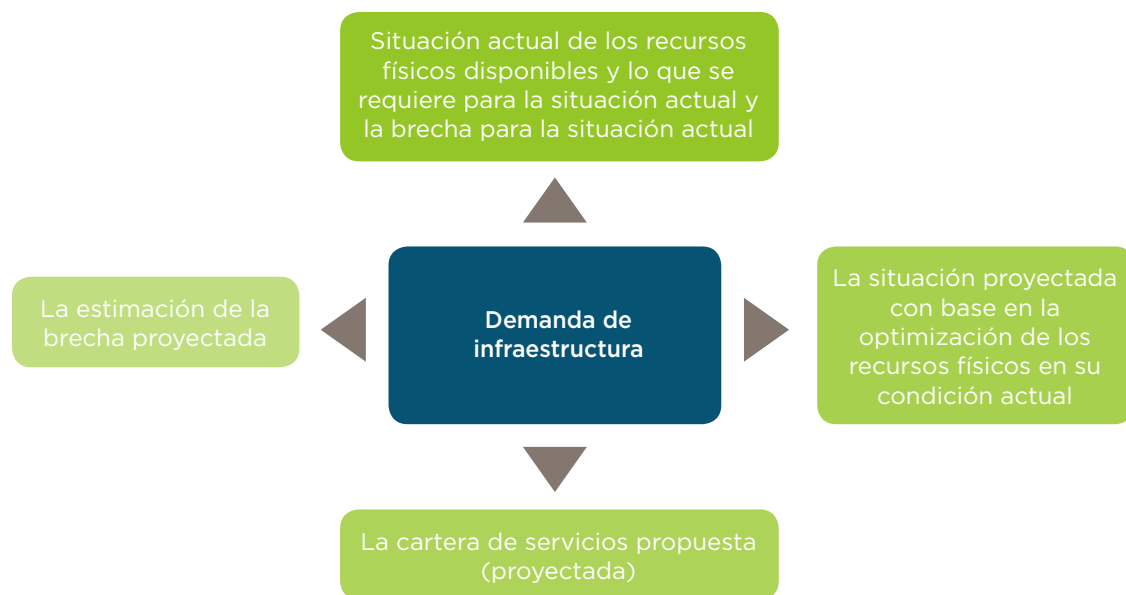 Situación actual de los recursos
físicos disponibles y lo que se
requiere para la situación actual y
la brecha para la situación actual
La estimación de la
brecha proyectada
Demanda de
infraestructura
La situación proyectada
con base en la
optimización de los
recursos físicos en su
condición actual
La cartera de servicios propuesta
(proyectada)